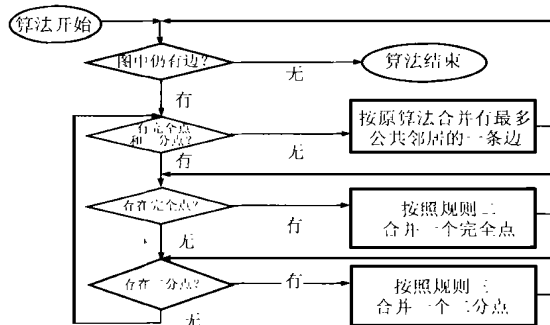 算法开始
图中仍有边?
无
算法结束
有
有完全点
和二分点?
无
按原算法合并有最多
公共邻居的一条边
有
存在完全点?
有
按照规则二
合并一个完全点
无
存在二分点?
有
按照规则三
合并一个二分点
无